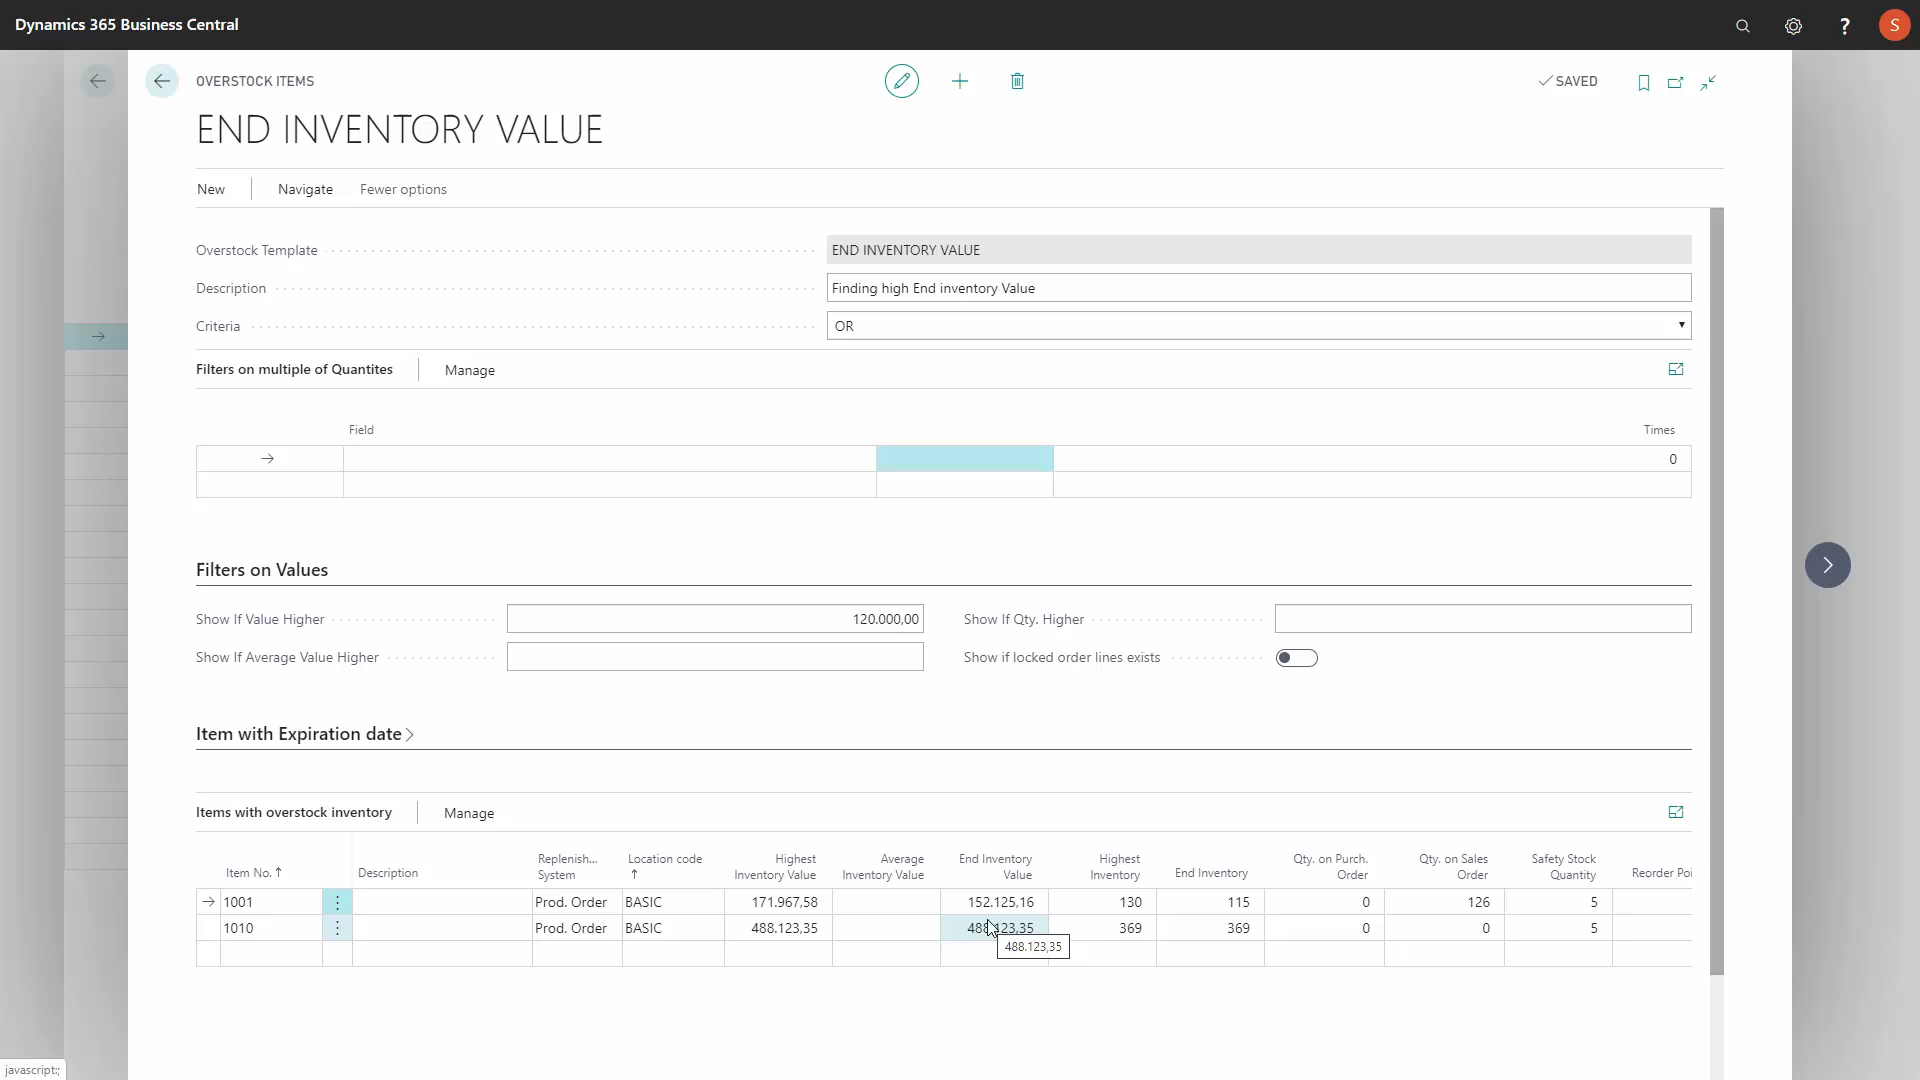 Dynamics 365 Business Central
?
S
OVERSTOCK ITEMS
SAVED
END INVENTORY VALUE
New
Navigate
Fewer options
Overstock Template
END INVENTORY VALUE
Description
Finding high End inventory Value
Criteria
OR
Filters on multiple of Quantites
Manage
Field
Times
0
Filters on Values
Show If Value Higher
120.000,00
Show If Qty. Higher
Show If Average Value Higher
Show if locked order lines exists
Item with Expiration date
Items with overstock inventory
Manage
Item No. Description Replenish... System Location code Highest Inventory Value Average Inventory Value End Inventory Value Highest Inventory End Inventory Qty. on Purch. Order Qty. on Sales Order Safety Stock Quantity Reorder Poi
1001 Prod. Order BASIC 171.967,58 152.125,16 130 115 0 126 5
1010 Prod. Order BASIC 488.123,35 488.123,35 369 369 0 0 5
488.123,35
javascript:;